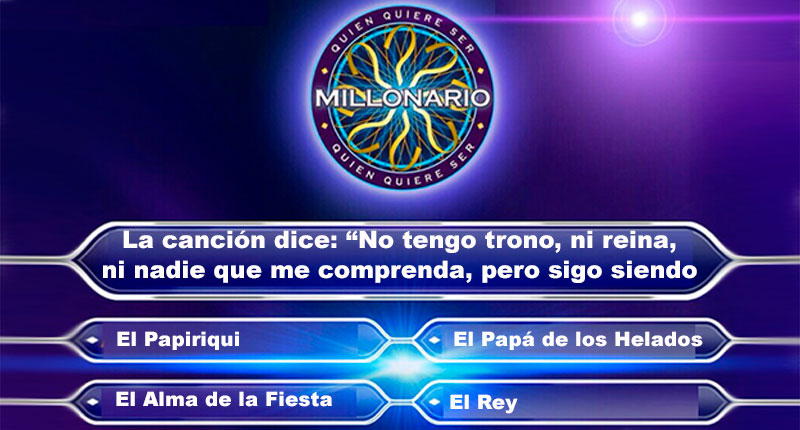 QUIEN QUIERE SER
MILLONARIO
QUIEN QUIERE SER
La canción dice: “No tengo trono, ni reina,
ni nadie que me comprenda, pero sigo siendo
El Papiriqui
El Papá de los Helados
El Alma de la Fiesta
El Rey